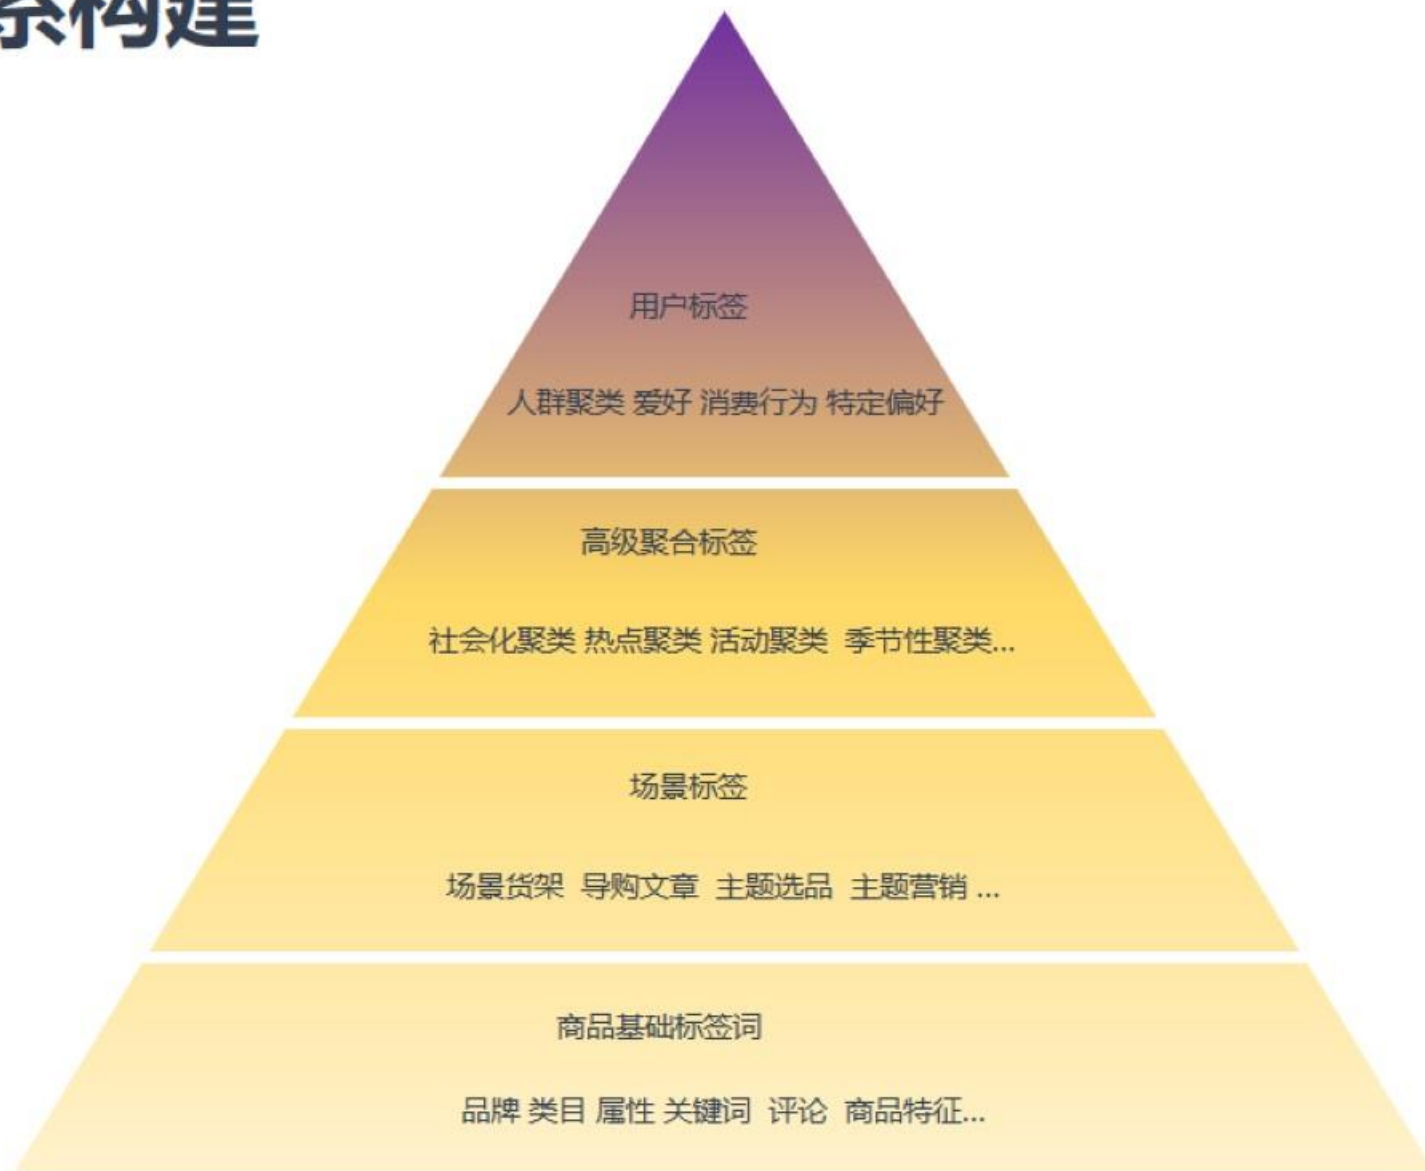 系构建
用户标签
人群聚类 爱好 消费行为 特定偏好
高级聚合标签
社会化聚类 热点聚类 活动聚类 季节性聚类...
场景标签
场景货架 导购文章 主题选品 主题营销 ...
商品基础标签词
品牌 类目 属性 关键词 评论 商品特征...